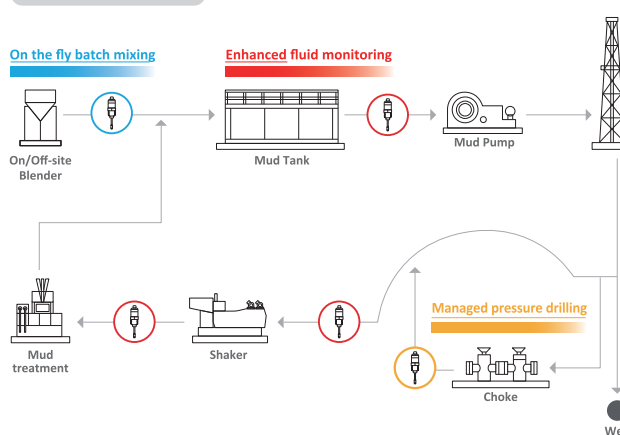 On the fly batch mixing
Enhanced fluid monitoring
On/Off-site
Blender
Mud Tank
Mud Pump
Managed pressure drilling
Mud
treatment
Shaker
Choke